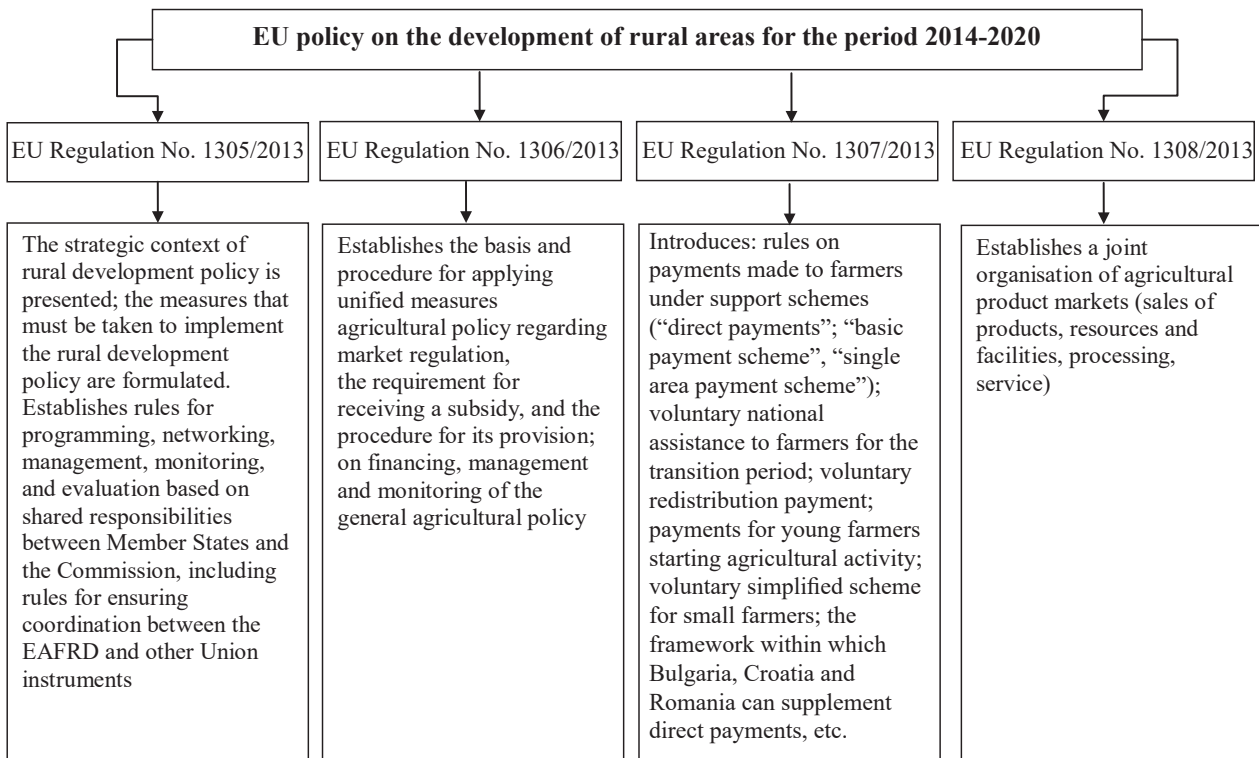 EU policy on the development of rural areas for the period 2014-2020
EU Regulation No. 1305/2013
EU Regulation No. 1306/2013
EU Regulation No. 1307/2013
EU Regulation No. 1308/2013
The strategic context of
rural development policy is
presented; the measures that
must be taken to implement
the rural development
policy are formulated.
Establishes rules for
programming, networking,
management, monitoring,
and evaluation based on
shared responsibilities
between Member States and
the Commission, including
rules for ensuring
coordination between the
EAFRD and other Union
instruments
Establishes the basis and
procedure for applying
unified measures
agricultural policy regarding
market regulation,
the requirement for
receiving a subsidy, and the
procedure for its provision;
on financing, management
and monitoring of the
general agricultural policy
Introduces: rules on
payments made to farmers
under support schemes
(“direct payments”; “basic
payment scheme”, “single
area payment scheme”);
voluntary national
assistance to farmers for the
transition period; voluntary
redistribution payment;
payments for young farmers
starting agricultural activity;
voluntary simplified scheme
for small farmers; the
framework within which
Bulgaria, Croatia and
Romania can supplement
direct payments, etc.
Establishes a joint
organisation of agricultural
product markets (sales of
products, resources and
facilities, processing,
service)